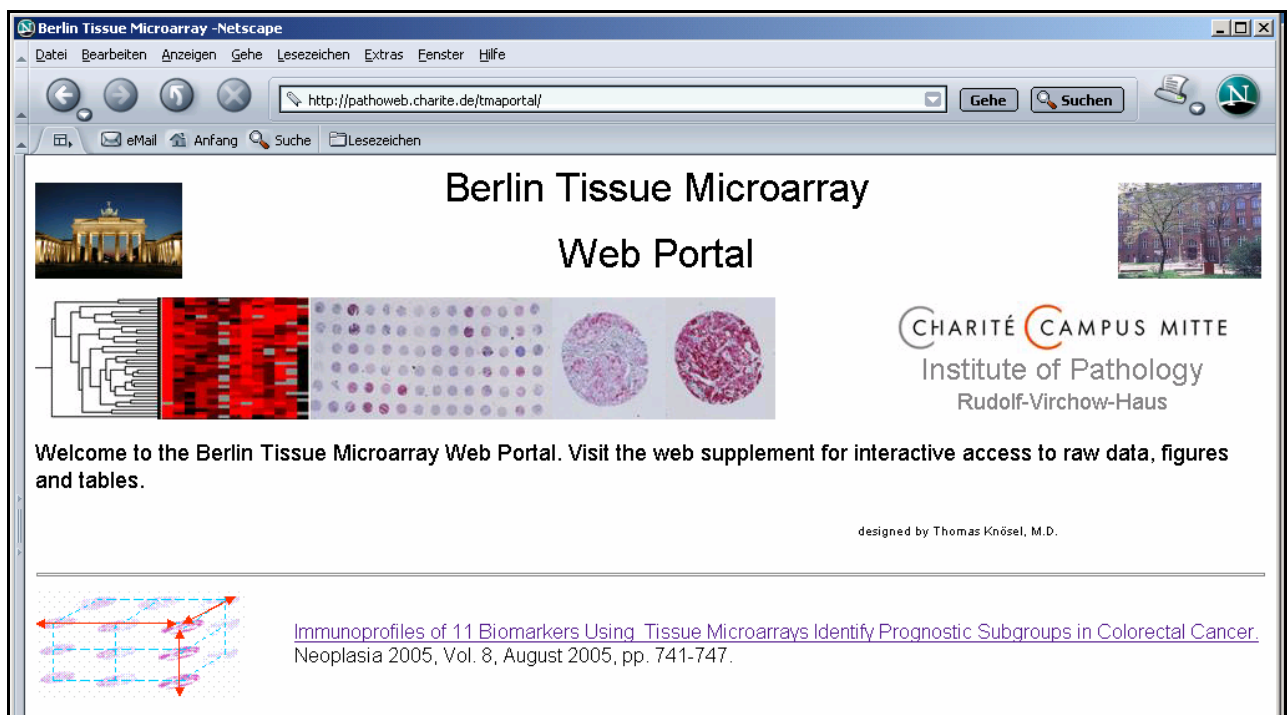 Berlin Tissue Microarray -Netscape
Datei Bearbeiten Anzeigen Gehe Lesezeichen Extras Fenster Hilfe
http://pathoweb.charite.de/tmaportal/ Gehe Suchen N
eMail Anfang Suche Lesezeichen
Berlin Tissue Microarray
Web Portal
CHARITÉ CAMPUS MITTE
Institute of Pathology
Rudolf-Virchow-Haus
Welcome to the Berlin Tissue Microarray Web Portal. Visit the web supplement for interactive access to raw data, figures
and tables.
designed by Thomas Knösel, M.D.
Immunoprofiles of 11 Biomarkers Using Tissue Microarrays Identify Prognostic Subgroups in Colorectal Cancer.
Neoplasia 2005, Vol. 8, August 2005, pp. 741-747.